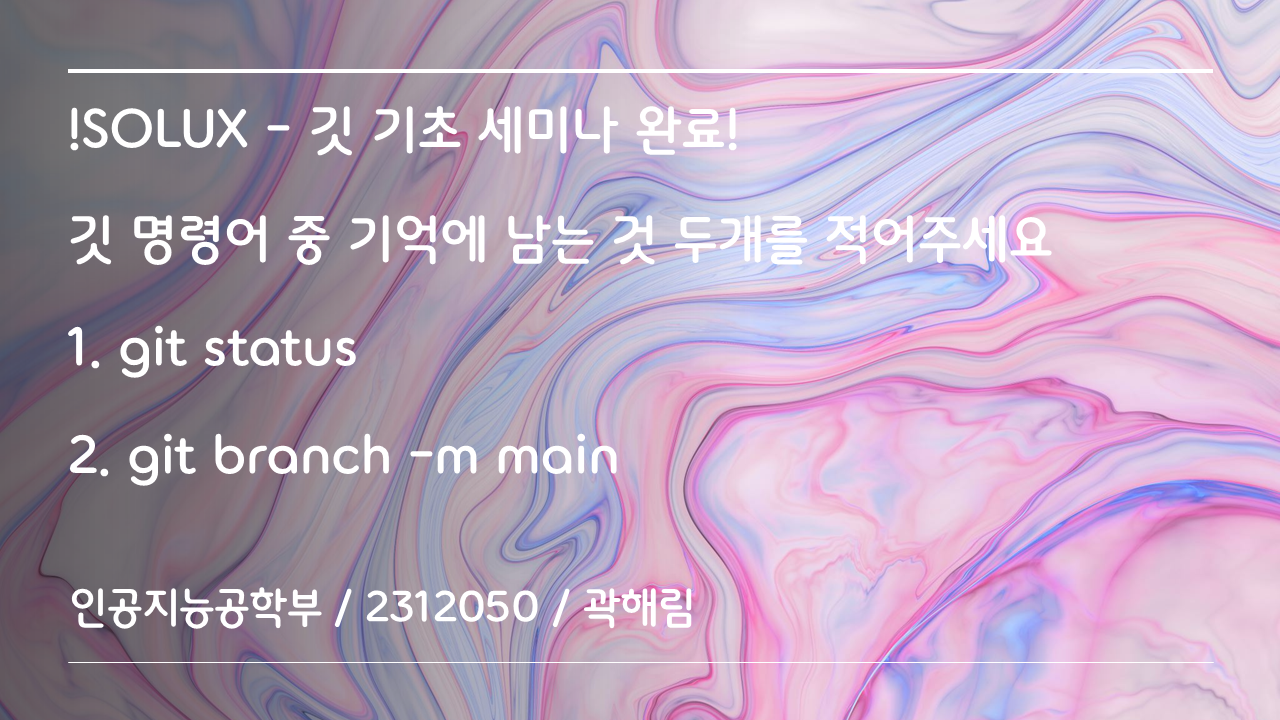 !SOLUX - 깃 기초 세미나 완료!
깃 명령어 중 기억에 남는 것 두개를 적어주세요
1. git status
2. git branch -m main
인공지능공학부 / 2312050 / 곽해림